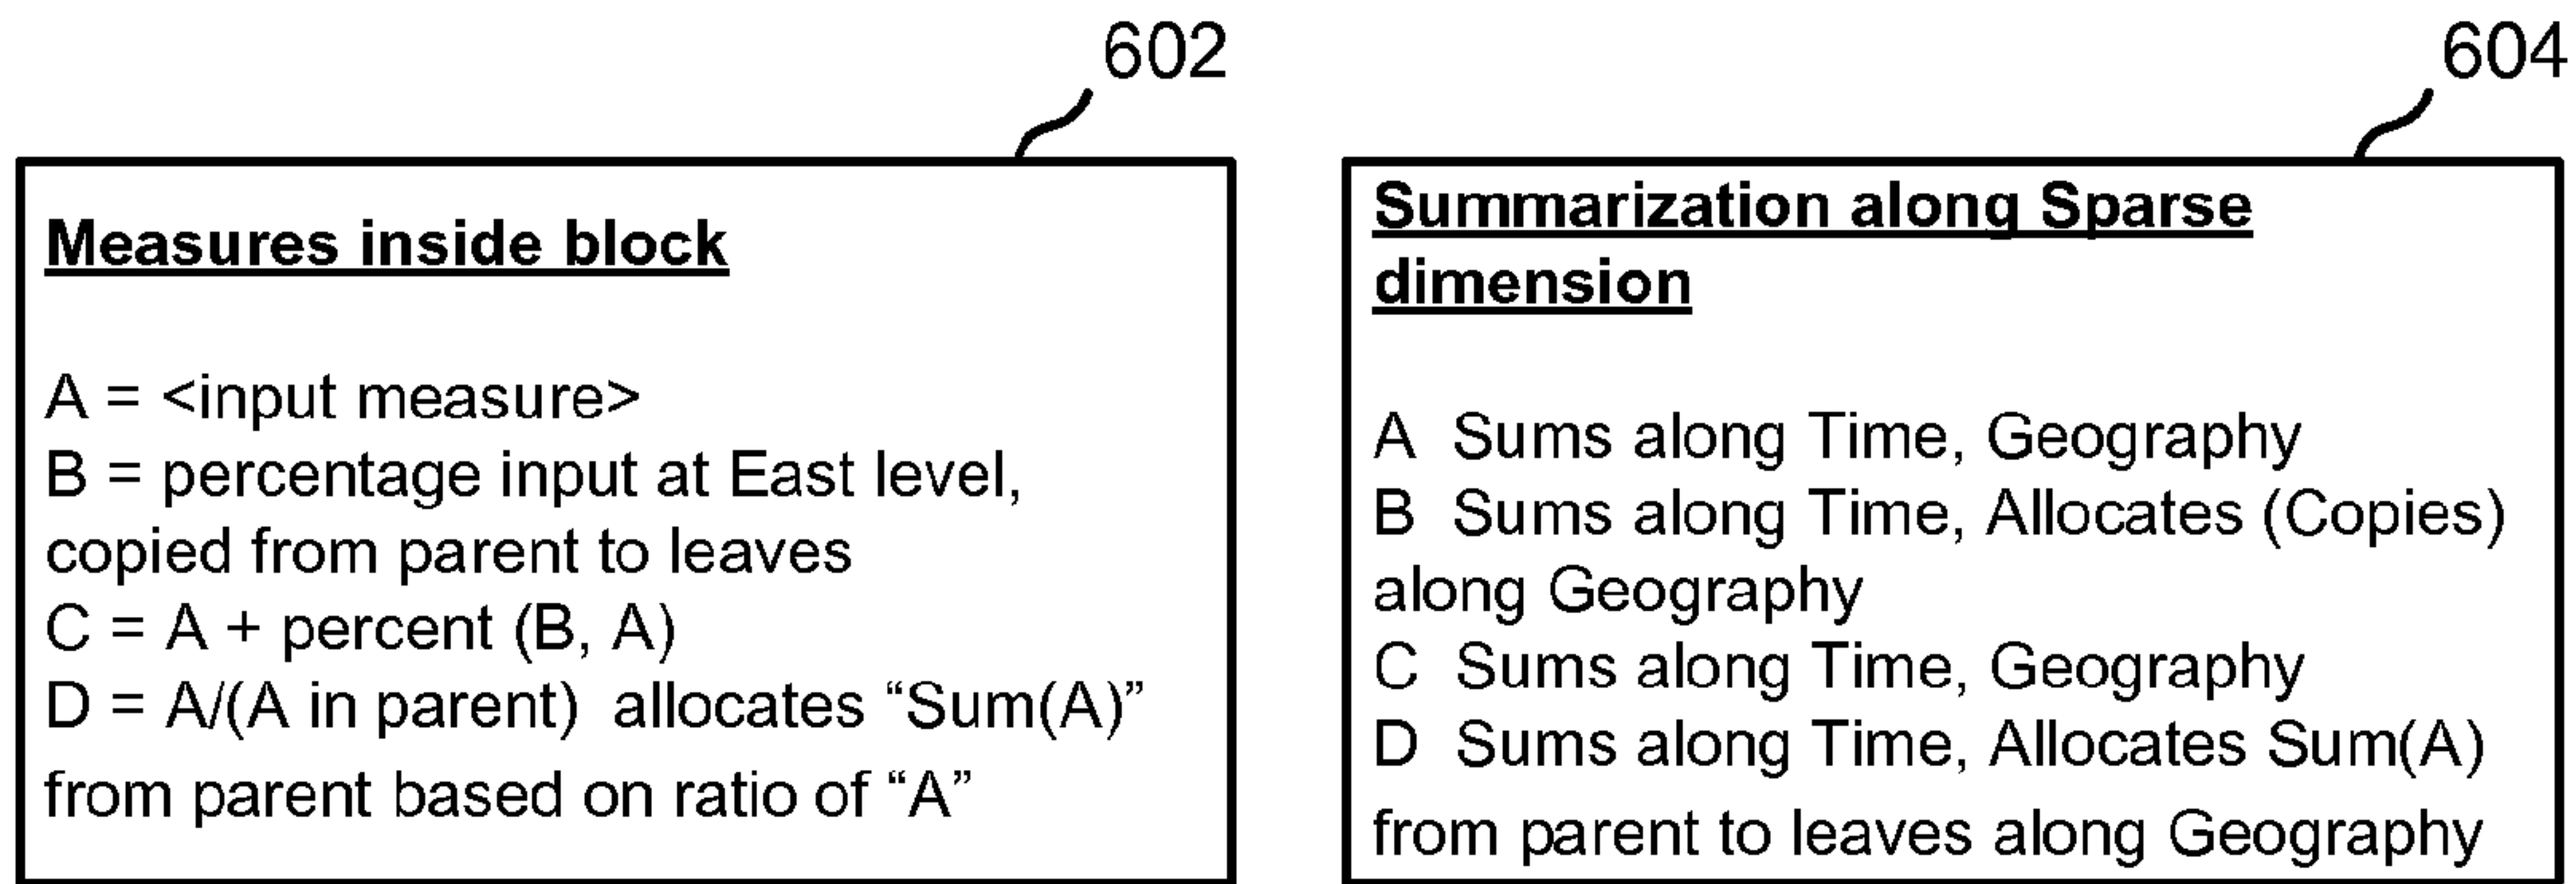 602
Measures inside block
A = <input measure>
B = percentage input at East level,
copied from parent to leaves
C = A + percent (B, A)
D = A/(A in parent)  allocates “Sum(A)”
from parent based on ratio of “A”
604
Summarization along Sparse
dimension
A  Sums along Time, Geography
B  Sums along Time, Allocates (Copies)
along Geography
C  Sums along Time, Geography
D  Sums along Time, Allocates Sum(A)
from parent to leaves along Geography